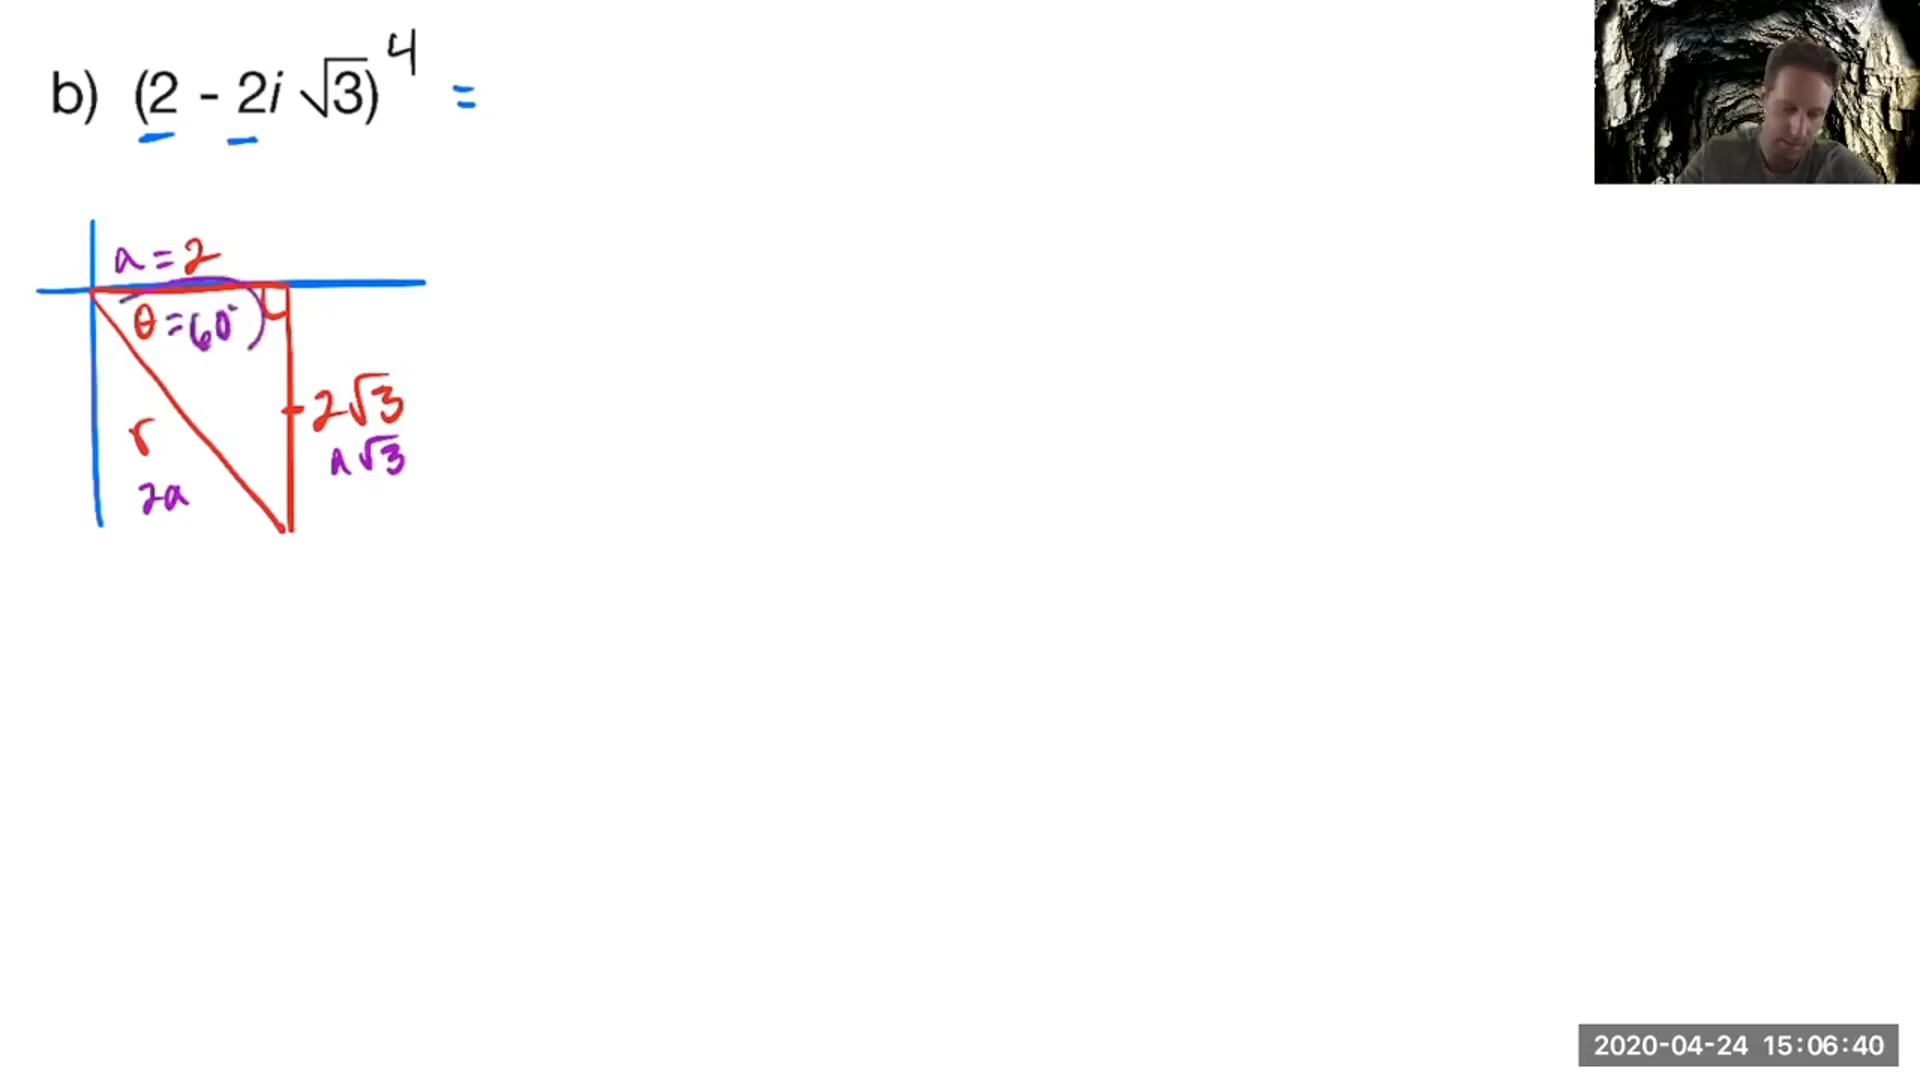 b) (2 - 2i √3)^4 =
a = 2
θ = 60°
- 2√3
r
a√3
2a
2020-04-24 15:06:40